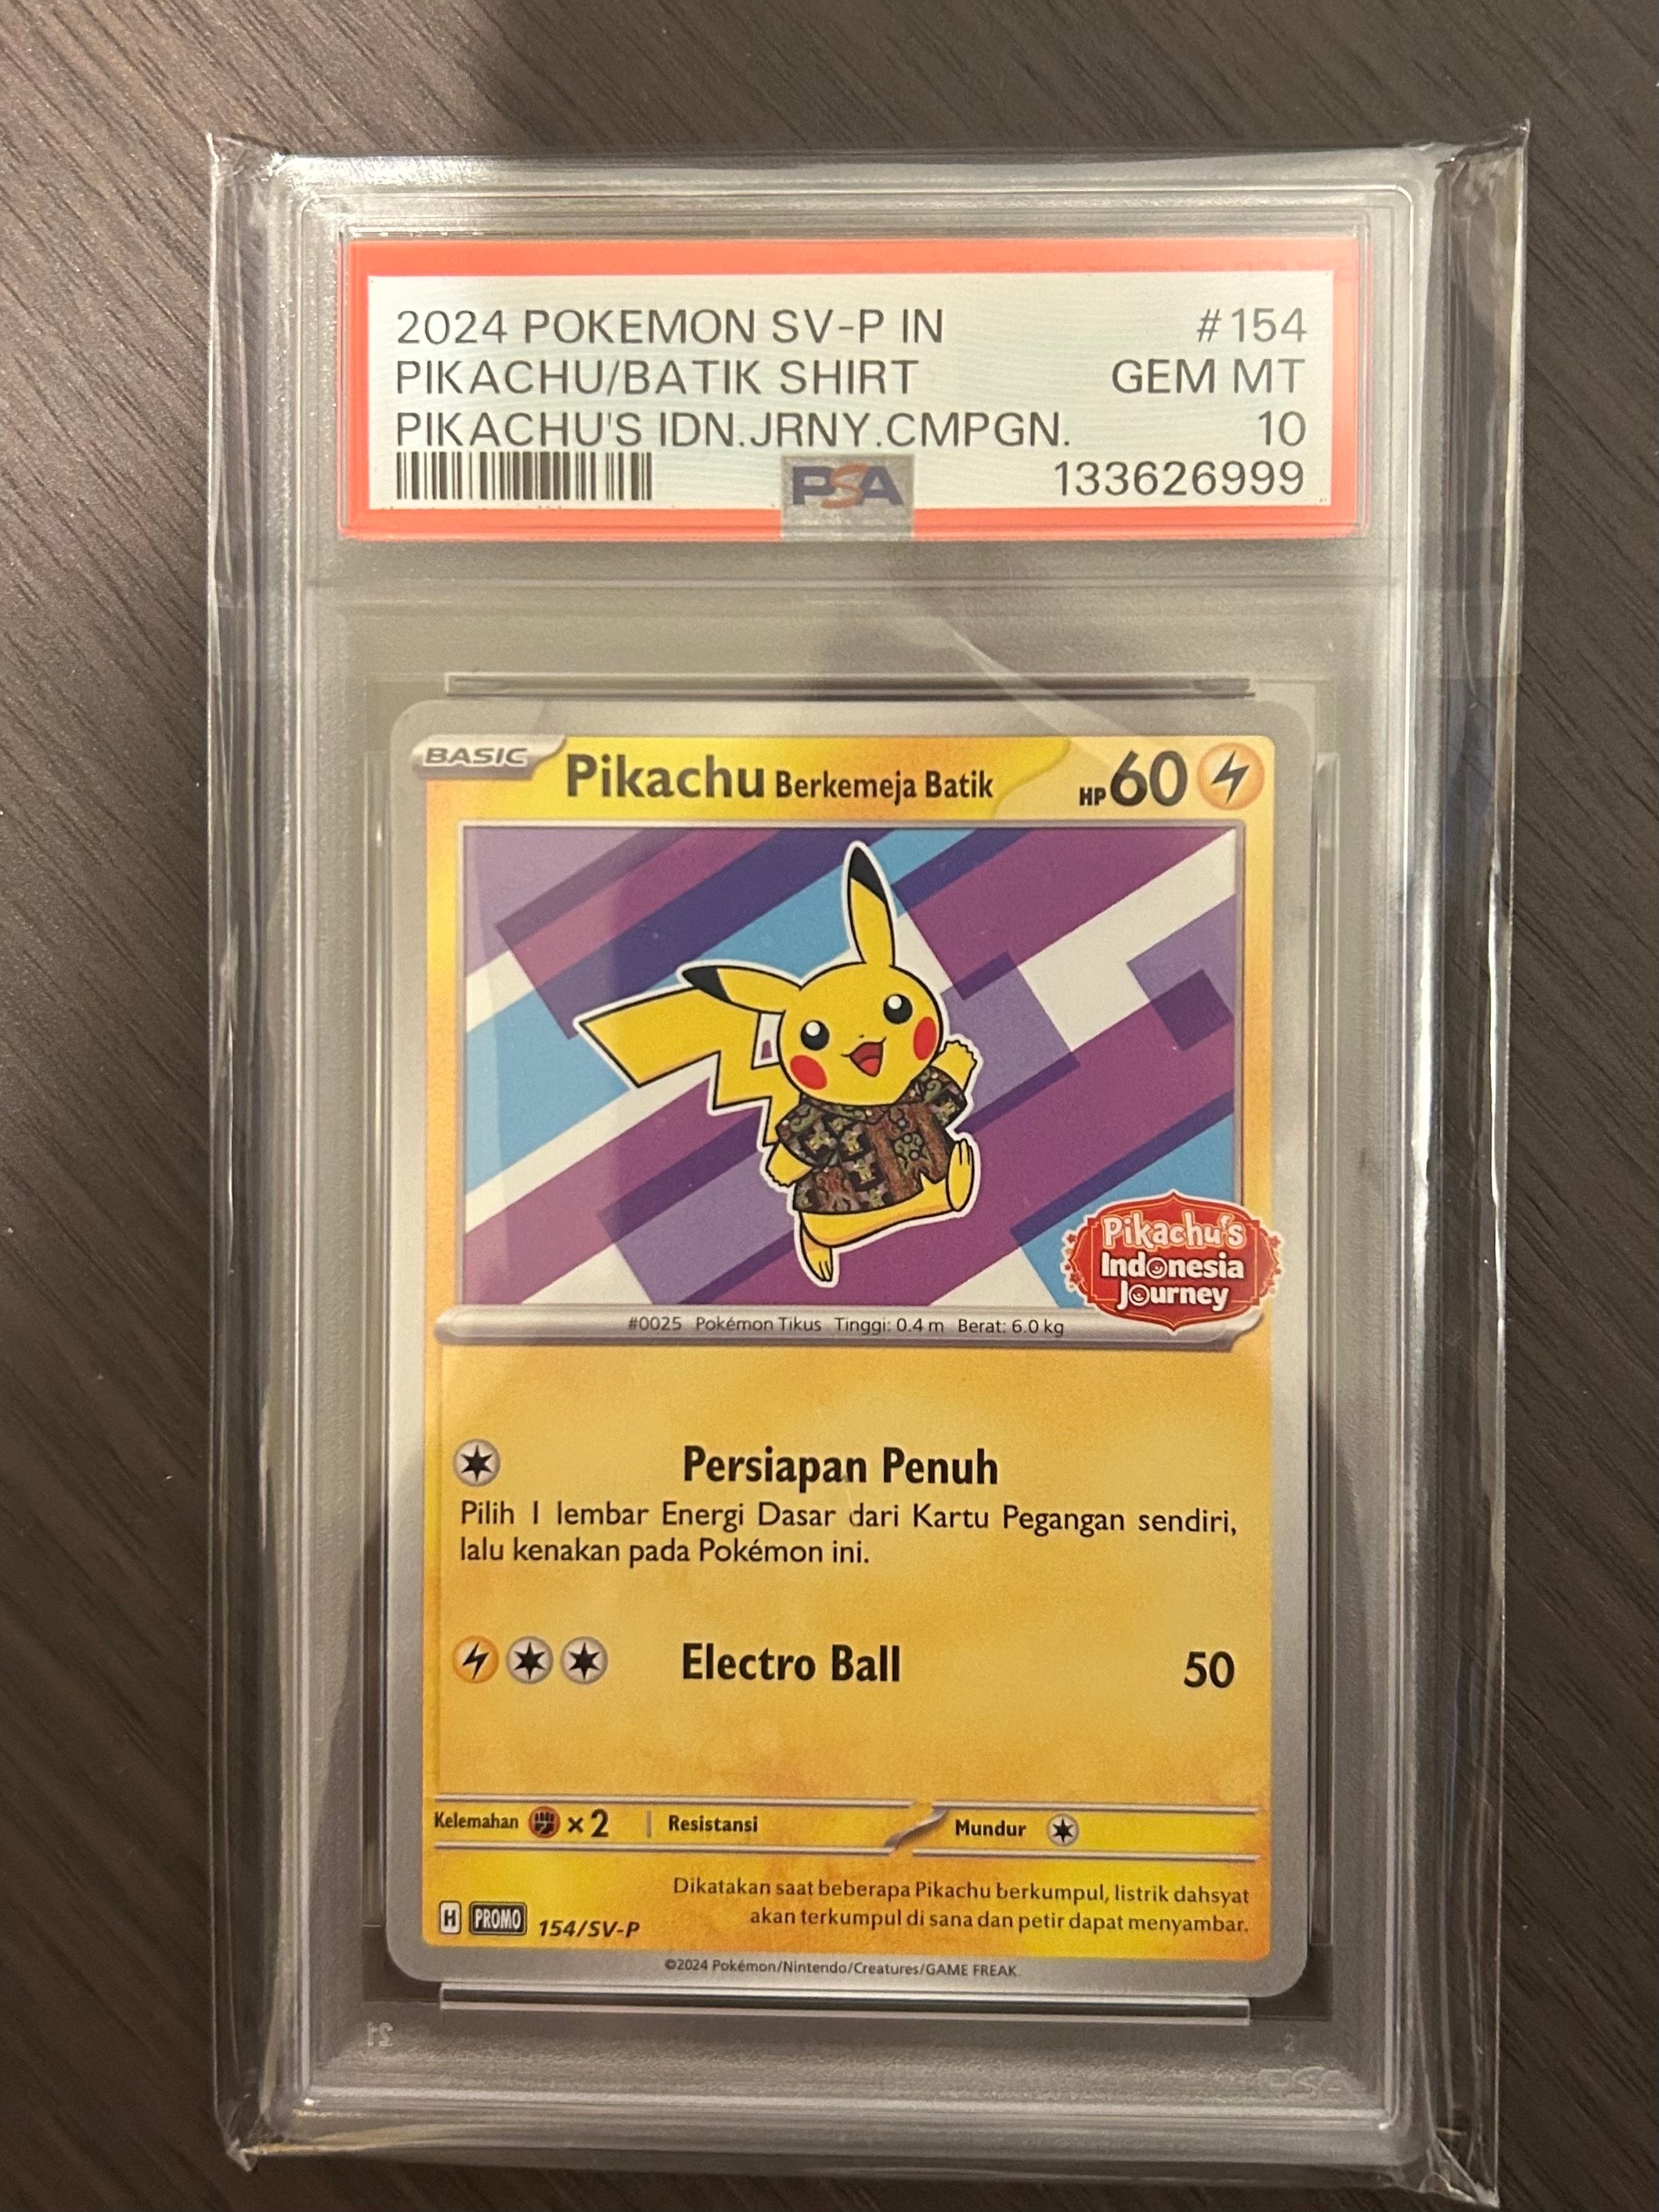 2024 POKEMON SV-P IN #154
PIKACHU/BATIK SHIRT GEM MT
PIKACHU'S IDN.JRNY.CMPGN. 10
PSA 133626999
BASIC Pikachu Berkemeja Batik HP 60
Pikachu's
Indonesia
Journey
#0025 Pokémon Tikus Tinggi: 0.4 m Berat: 6.0 kg
Persiapan Penuh
Pilih 1 lembar Energi Dasar dari Kartu Pegangan sendiri,
lalu kenakan pada Pokémon ini.
Electro Ball 50
Kelemahan ×2 Resistansi Mundur
Dikatakan saat beberapa Pikachu berkumpul, listrik dahsyat
akan terkumpul di sana dan petir dapat menyambar.
H PROMO 154/SV-P
©2024 Pokémon/Nintendo/Creatures/GAME FREAK.